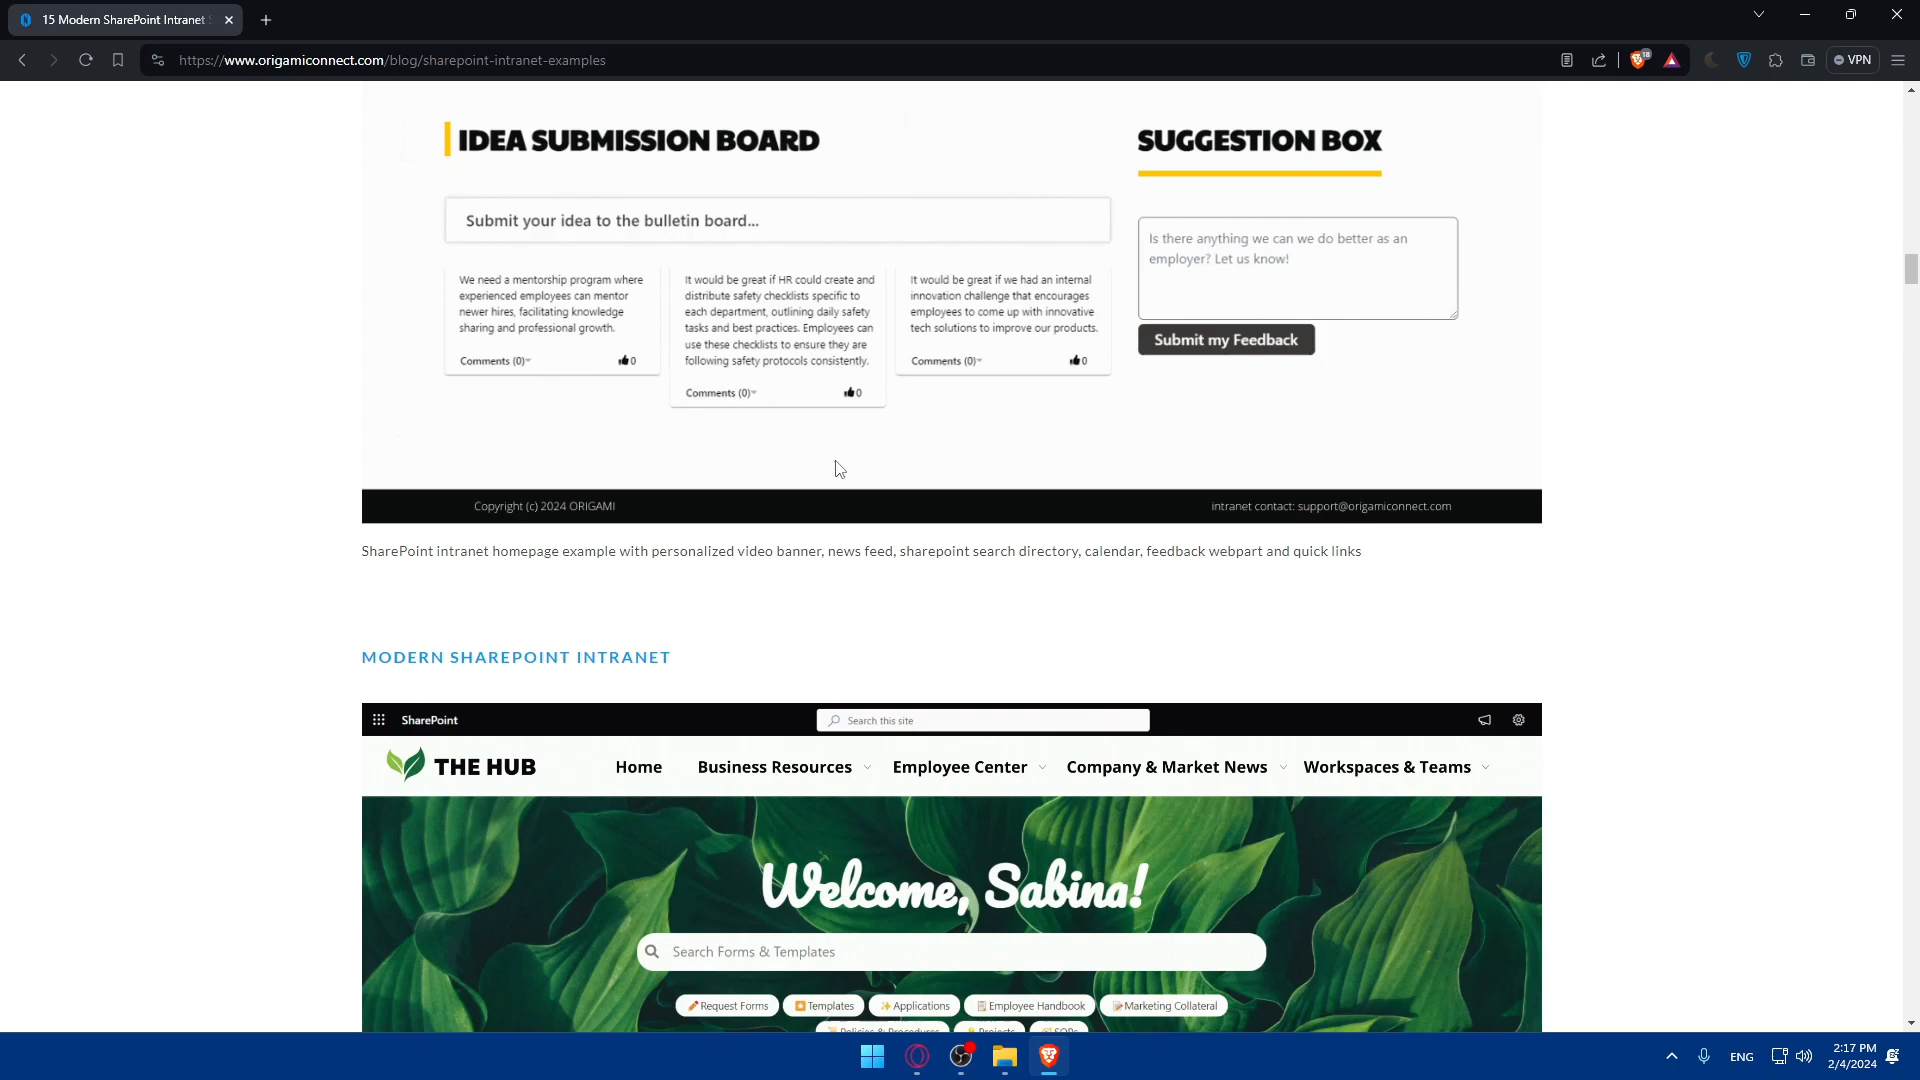 15 Modern SharePoint Intranet
https://www.origamiconnect.com/blog/sharepoint-intranet-examples
18
VPN
IDEA SUBMISSION BOARD
SUGGESTION BOX
Submit your idea to the bulletin board...
Is there anything we can we do better as an
employer? Let us know!
Submit my Feedback
We need a mentorship program where
experienced employees can mentor
newer hires, facilitating knowledge
sharing and professional growth.
Comments (0)
0
It would be great if HR could create and
distribute safety checklists specific to
each department, outlining daily safety
tasks and best practices. Employees can
use these checklists to ensure they are
following safety protocols consistently.
Comments (0)
0
It would be great if we had an internal
innovation challenge that encourages
employees to come up with innovative
tech solutions to improve our products.
Comments (0)
0
Copyright (c) 2024 ORIGAMI
intranet contact: support@origamiconnect.com
SharePoint intranet homepage example with personalized video banner, news feed, sharepoint search directory, calendar, feedback webpart and quick links
MODERN SHAREPOINT INTRANET
SharePoint
Search this site
THE HUB
Home
Business Resources
Employee Center
Company & Market News
Workspaces & Teams
Welcome, Sabina!
Search Forms & Templates
Request Forms
Templates
Applications
Employee Handbook
Marketing Collateral
Policies & Procedures
Projects
SOPs
ENG
2:17 PM
2/4/2024